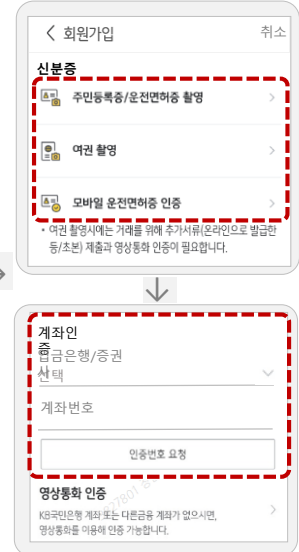 회원가입 취소
신분증
주민등록증/운전면허증 촬영
여권 촬영
모바일 운전면허증 인증
• 여권 촬영시에는 거래를 위해 추가서류(온라인으로 발급한
등/초본) 제출과 영상통화 인증이 필요합니다.
계좌인
증
입금은행/증권
사
선택
계좌번호
인증번호 요청
영상통화 인증
KB국민은행 계좌 또는 다른금융 계좌가 없으시면,
영상통화를 이용해 인증 가능합니다.